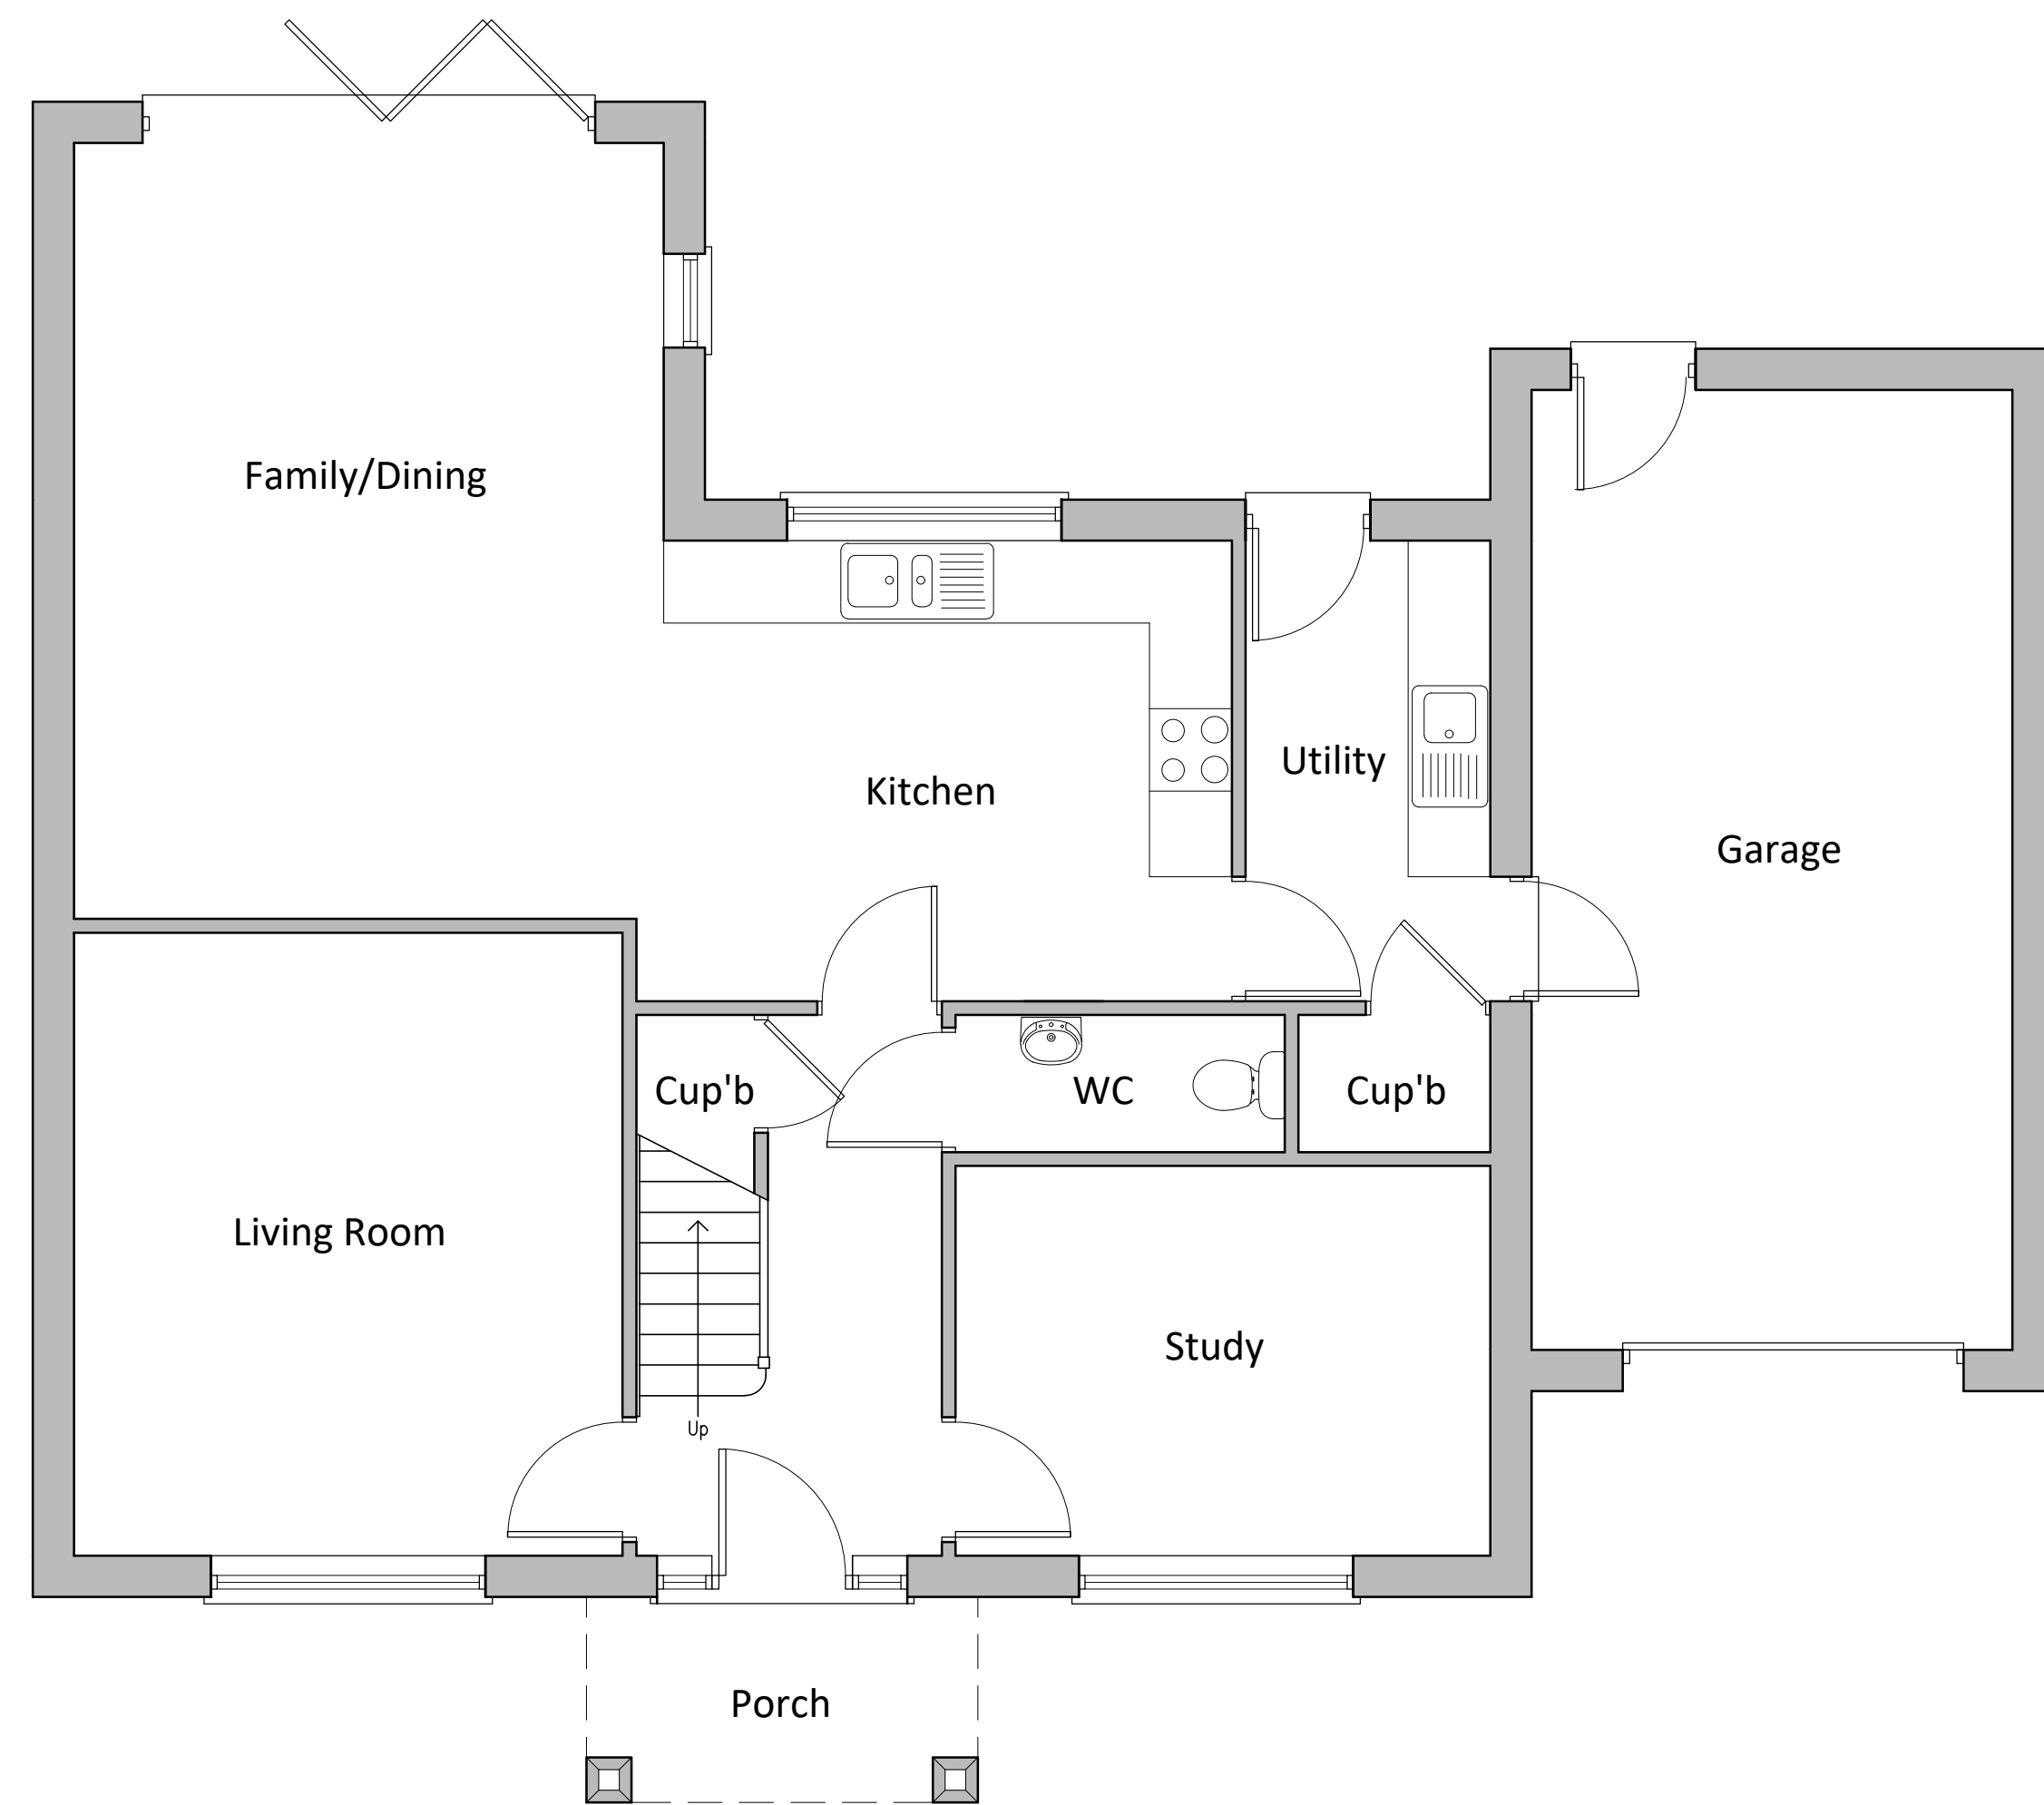 Family/Dining
Kitchen
Utility
Garage
Cup'b
WC
Cup'b
Living Room
Study
Up
Porch